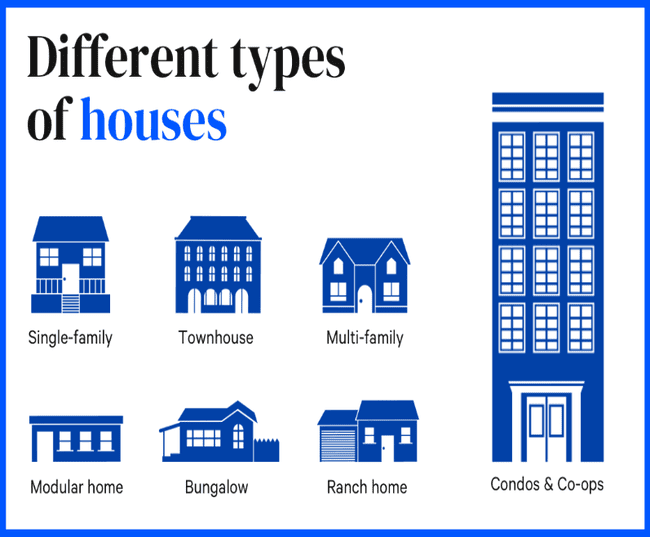 Different types
of houses
Single-family
Townhouse
Multi-family
Modular home
Bungalow
Ranch home
Condos & Co-ops